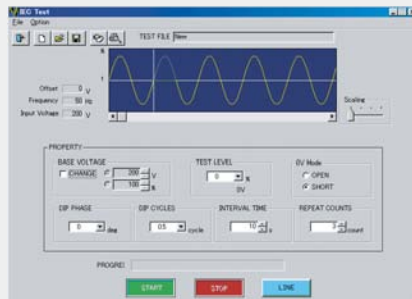 IEC Test
File Option
TEST FILE New
%
Offset 0 V
Frequency 50 Hz
Input Voltage 200 V
Scaling
PROPERTY
BASE VOLTAGE
CHANGE
200 V
100 %
TEST LEVEL
0 %
0V
0V Mode
OPEN
SHORT
DIP PHASE
0 deg
DIP CYCLES
0.5 cycle
INTERVAL TIME
10 s
REPEAT COUNTS
3 count
PROGRE
START STOP LINE